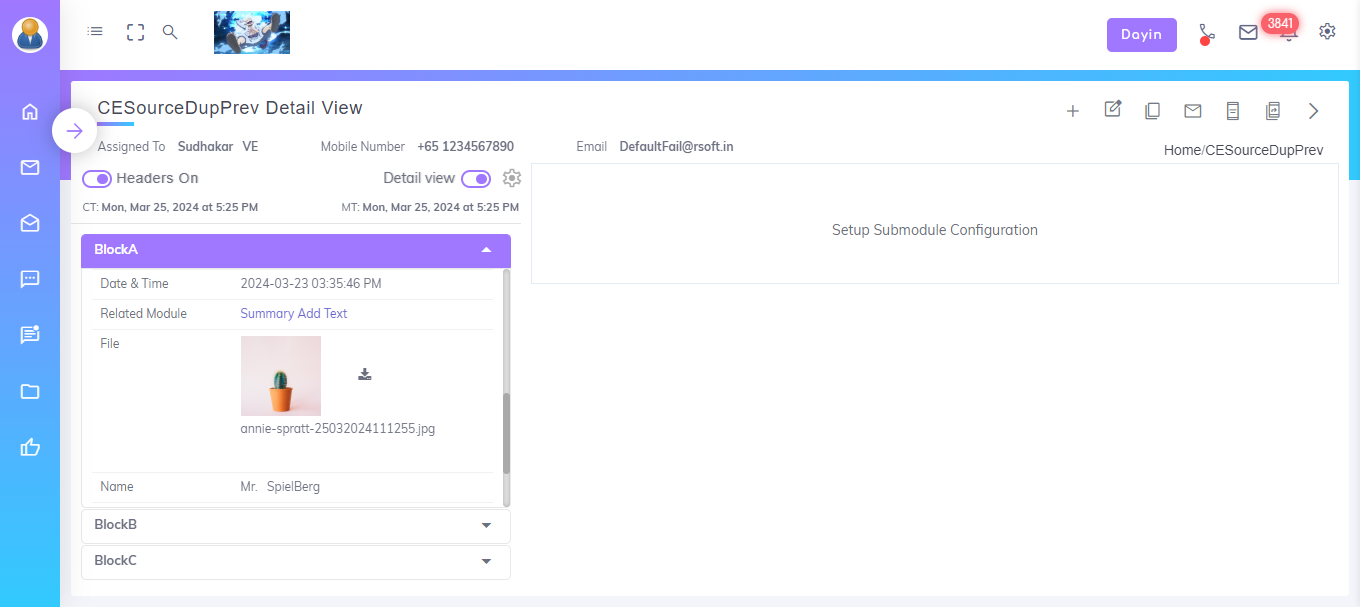 3841
Dayin
CESourceDupPrev Detail View
Assigned To Sudhakar VE Mobile Number +65 1234567890 Email DefaultFail@rsoft.in
Home/CESourceDupPrev
Headers On Detail view
CT: Mon, Mar 25, 2024 at 5:25 PM MT: Mon, Mar 25, 2024 at 5:25 PM
Setup Submodule Configuration
BlockA
Date & Time 2024-03-23 03:35:46 PM
Related Module Summary Add Text
File
annie-spratt-25032024111255.jpg
Name Mr. SpielBerg
BlockB
BlockC